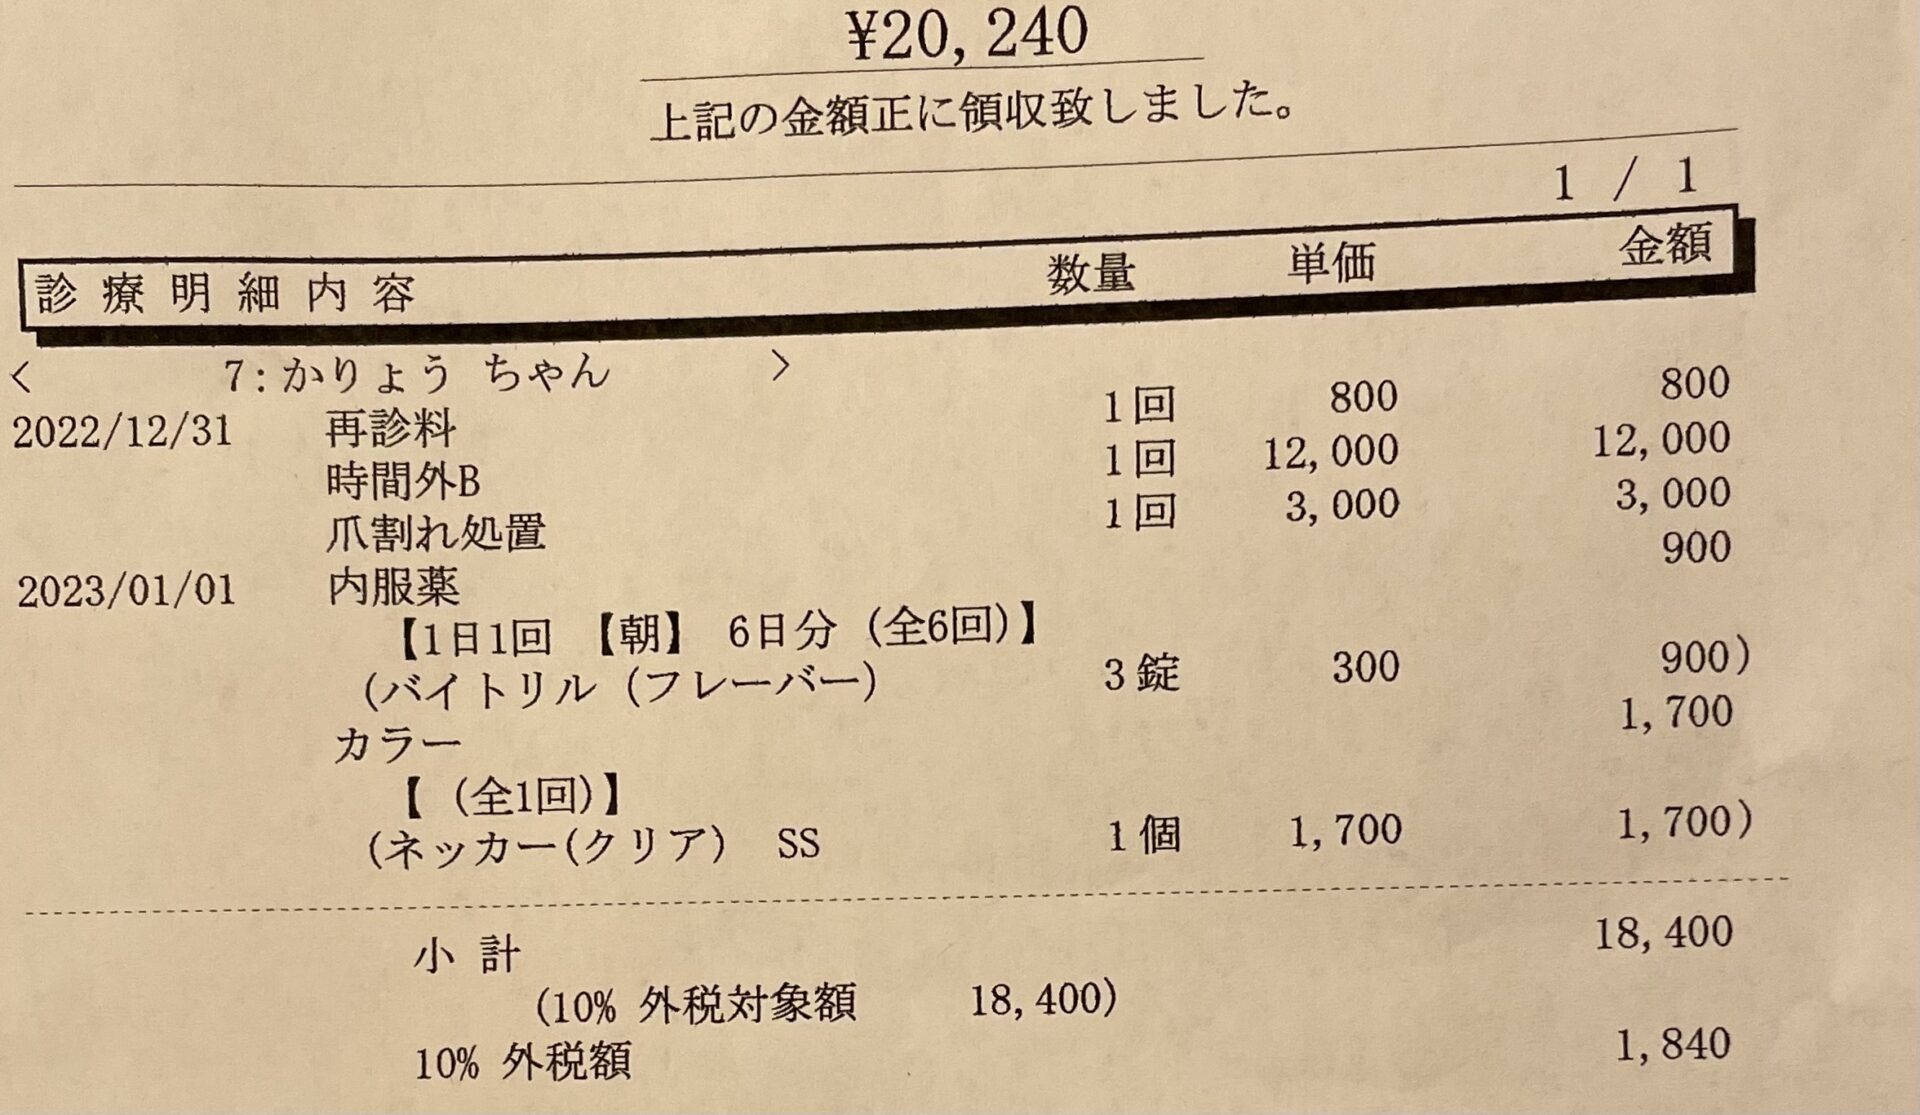 ¥20,240
上記の金額正に領収致しました。
1 / 1
診療明細内容 数量 単価 金額
< 7:かりょう ちゃん >
2022/12/31 再診料 1回 800 800
時間外B 1回 12,000 12,000
爪割れ処置 1回 3,000 3,000
2023/01/01 内服薬 900
【1日1回 【朝】 6日分 (全6回)】
(バイトリル (フレーバー) 3錠 300 900)
カラー 1,700
【 (全1回)】
(ネッカー(クリア) SS 1個 1,700 1,700)
小 計 18,400
(10% 外税対象額 18,400)
10% 外税額 1,840